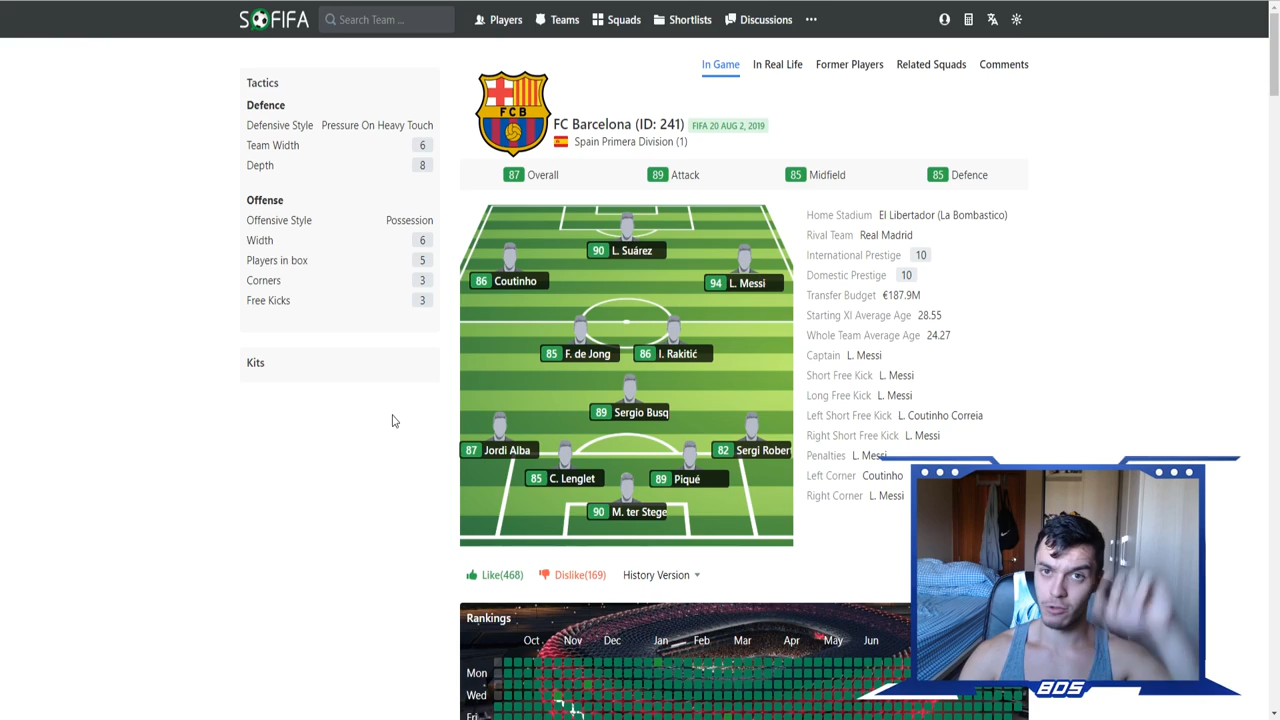 SOFIFA
Search Team ...
Players
Teams
Squads
Shortlists
Discussions
Tactics
Defence
Defensive Style Pressure On Heavy Touch
Team Width 6
Depth 8
Offense
Offensive Style Possession
Width 6
Players in box 5
Corners 3
Free Kicks 3
Kits
In Game In Real Life Former Players Related Squads Comments
FCB
FC Barcelona (ID: 241) FIFA 20 AUG 2, 2019
Spain Primera Division (1)
87 Overall 89 Attack 85 Midfield 85 Defence
90 L. Suárez
86 Coutinho
94 L. Messi
85 F. de Jong
86 I. Rakitić
89 Sergio Busq
87 Jordi Alba
82 Sergi Rober
85 C. Lenglet
89 Piqué
90 M. ter Stege
Home Stadium El Libertador (La Bombastico)
Rival Team Real Madrid
International Prestige 10
Domestic Prestige 10
Transfer Budget €187.9M
Starting XI Average Age 28.55
Whole Team Average Age 24.27
Captain L. Messi
Short Free Kick L. Messi
Long Free Kick L. Messi
Left Short Free Kick L. Coutinho Correia
Right Short Free Kick L. Messi
Penalties L. Messi
Left Corner Coutinho
Right Corner L. Messi
Like(468) Dislike(169) History Version
Rankings
Oct Nov Dec Jan Feb Mar Apr May Jun
Mon
Wed
Fri
BDS